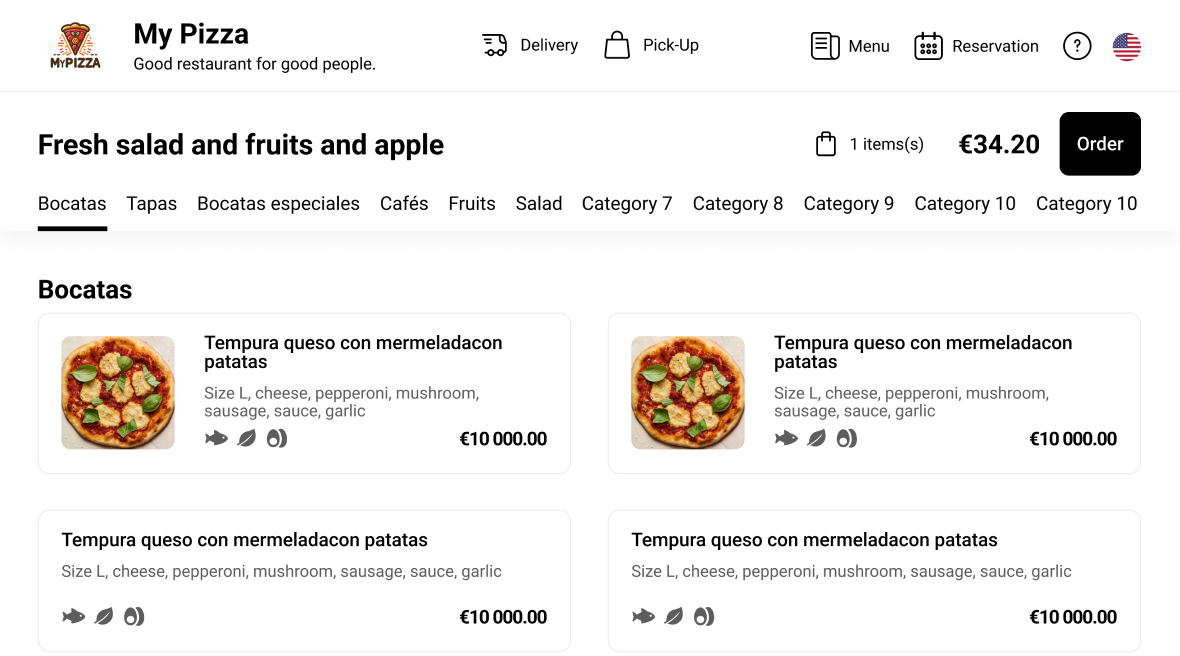 MYPIZZA
My Pizza
Good restaurant for good people.
Delivery
Pick-Up
Menu
Reservation
?
Fresh salad and fruits and apple
1 items(s)
€34.20
Order
Bocatas Tapas Bocatas especiales Cafés Fruits Salad Category 7 Category 8 Category 9 Category 10 Category 10
Bocatas
Tempura queso con mermeladacon
patatas
Size L, cheese, pepperoni, mushroom,
sausage, sauce, garlic
€10 000.00
Tempura queso con mermeladacon
patatas
Size L, cheese, pepperoni, mushroom,
sausage, sauce, garlic
€10 000.00
Tempura queso con mermeladacon patatas
Size L, cheese, pepperoni, mushroom, sausage, sauce, garlic
€10 000.00
Tempura queso con mermeladacon patatas
Size L, cheese, pepperoni, mushroom, sausage, sauce, garlic
€10 000.00